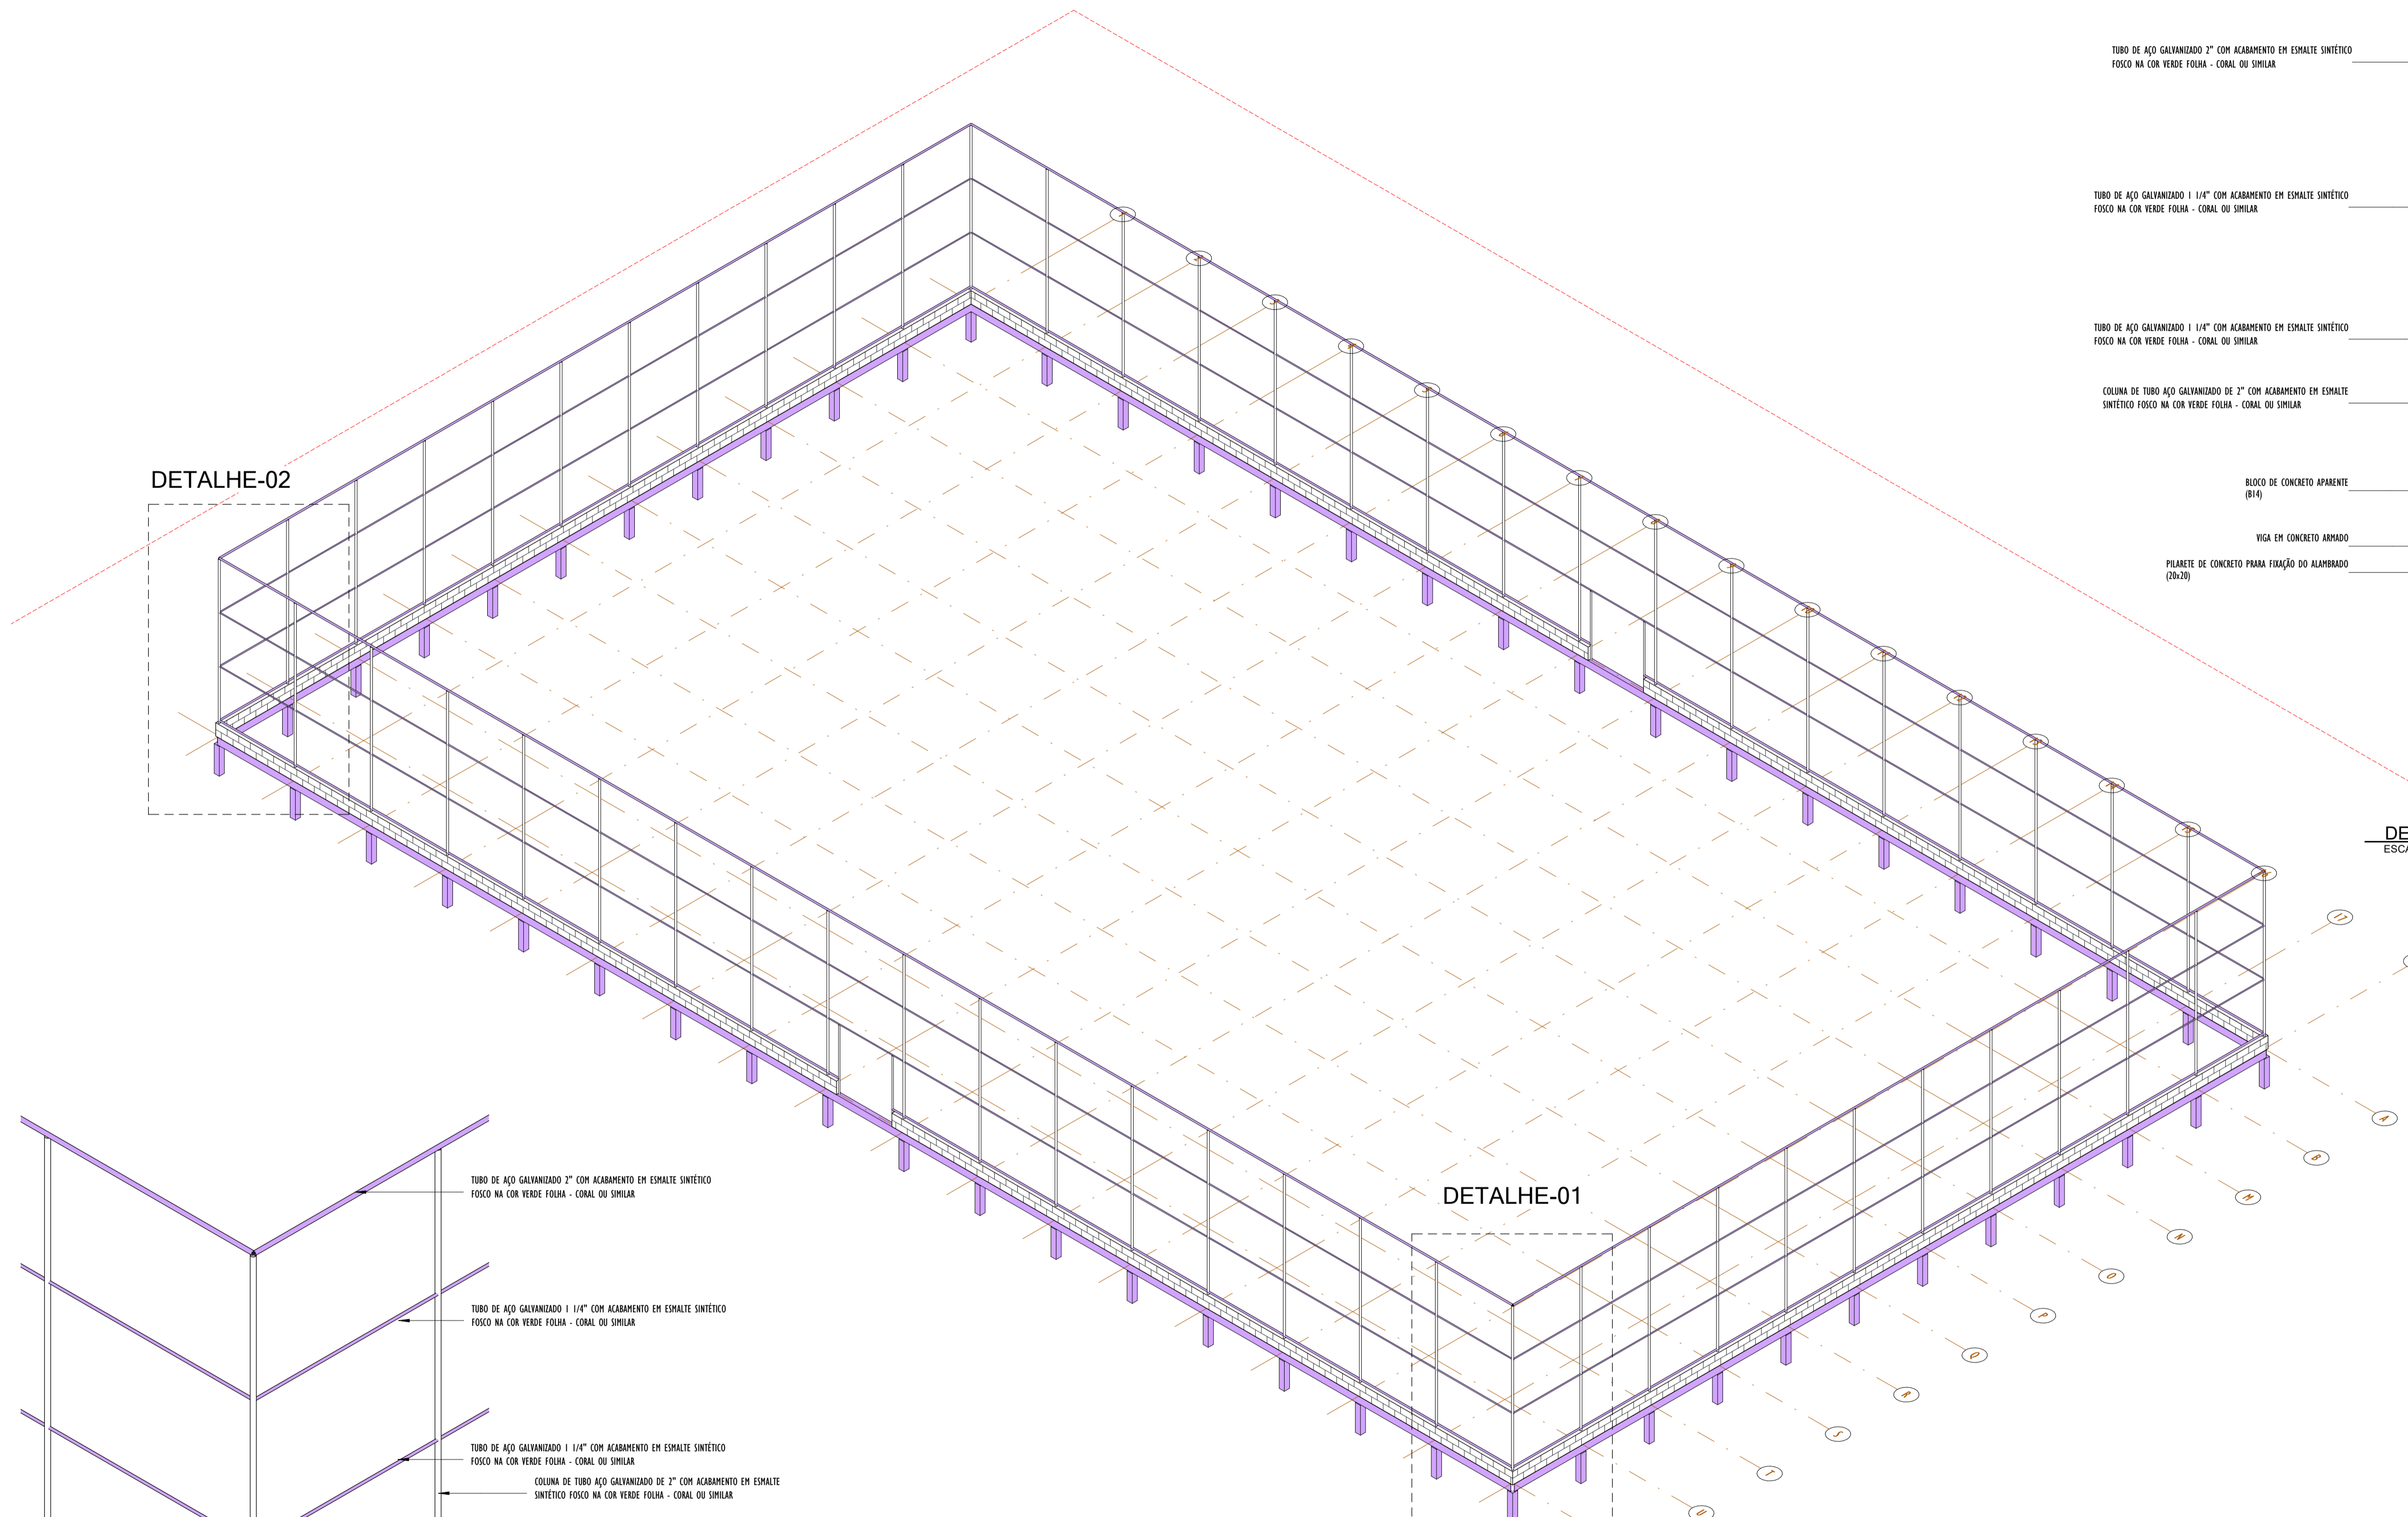 TUBO DE AÇO GALVANIZADO 2" COM ACABAMENTO EM ESMALTE SINTÉTICO
FOSCO NA COR VERDE FOLHA - CORAL OU SIMILAR
TUBO DE AÇO GALVANIZADO 1 1/4" COM ACABAMENTO EM ESMALTE SINTÉTICO
FOSCO NA COR VERDE FOLHA - CORAL OU SIMILAR
TUBO DE AÇO GALVANIZADO 1 1/4" COM ACABAMENTO EM ESMALTE SINTÉTICO
FOSCO NA COR VERDE FOLHA - CORAL OU SIMILAR
COLUNA DE TUBO AÇO GALVANIZADO DE 2" COM ACABAMENTO EM ESMALTE
SINTÉTICO FOSCO NA COR VERDE FOLHA - CORAL OU SIMILAR
BLOCO DE CONCRETO APARENTE
(B14)
VIGA EM CONCRETO ARMADO
PILARETE DE CONCRETO PRARA FIXAÇÃO DO ALAMBRADO
(20x20)
DETALHE-02
DE
ESCA
17
A
B
M
N
O
P
Q
R
S
T
U
DETALHE-01
TUBO DE AÇO GALVANIZADO 2" COM ACABAMENTO EM ESMALTE SINTÉTICO
FOSCO NA COR VERDE FOLHA - CORAL OU SIMILAR
TUBO DE AÇO GALVANIZADO 1 1/4" COM ACABAMENTO EM ESMALTE SINTÉTICO
FOSCO NA COR VERDE FOLHA - CORAL OU SIMILAR
TUBO DE AÇO GALVANIZADO 1 1/4" COM ACABAMENTO EM ESMALTE SINTÉTICO
FOSCO NA COR VERDE FOLHA - CORAL OU SIMILAR
COLUNA DE TUBO AÇO GALVANIZADO DE 2" COM ACABAMENTO EM ESMALTE
SINTÉTICO FOSCO NA COR VERDE FOLHA - CORAL OU SIMILAR